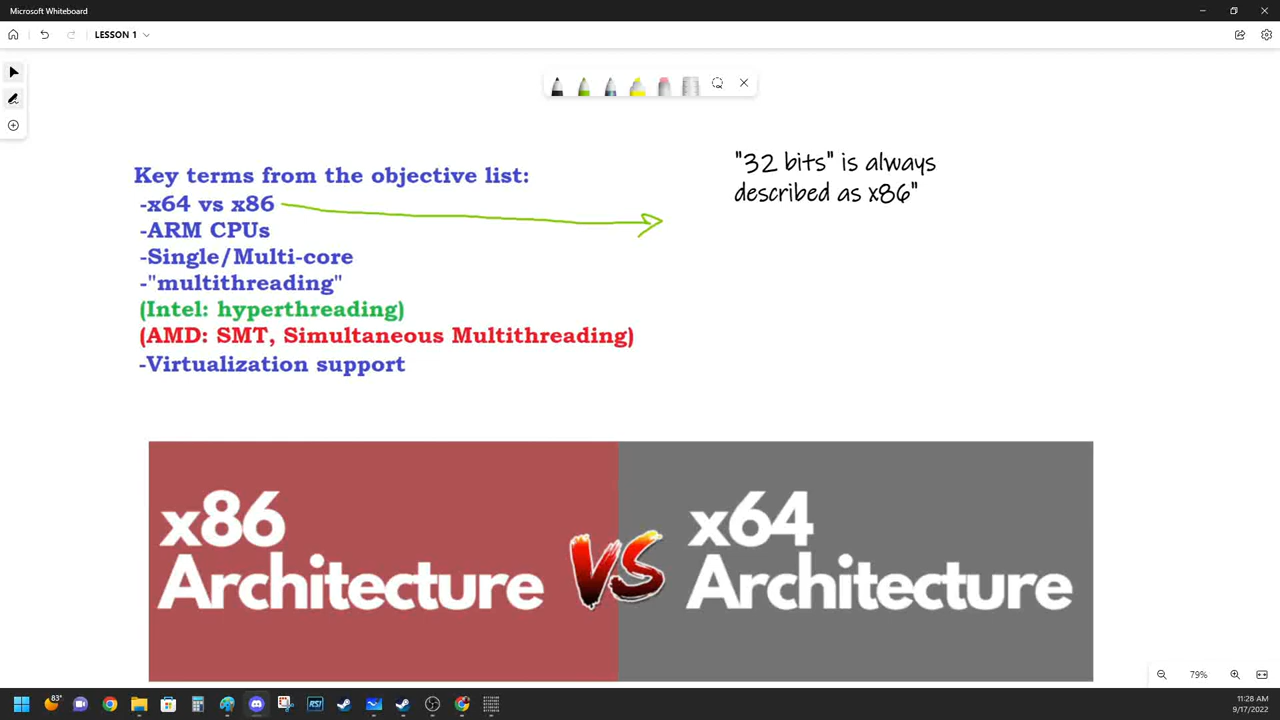 Microsoft Whiteboard
LESSON 1
"32 bits" is always
described as x86"
Key terms from the objective list:
-x64 vs x86
-ARM CPUs
-Single/Multi-core
-"multithreading"
(Intel: hyperthreading)
(AMD: SMT, Simultaneous Multithreading)
-Virtualization support
x86
Architecture
VS
x64
Architecture
79%
83°
RSI
11:28 AM
9/17/2022